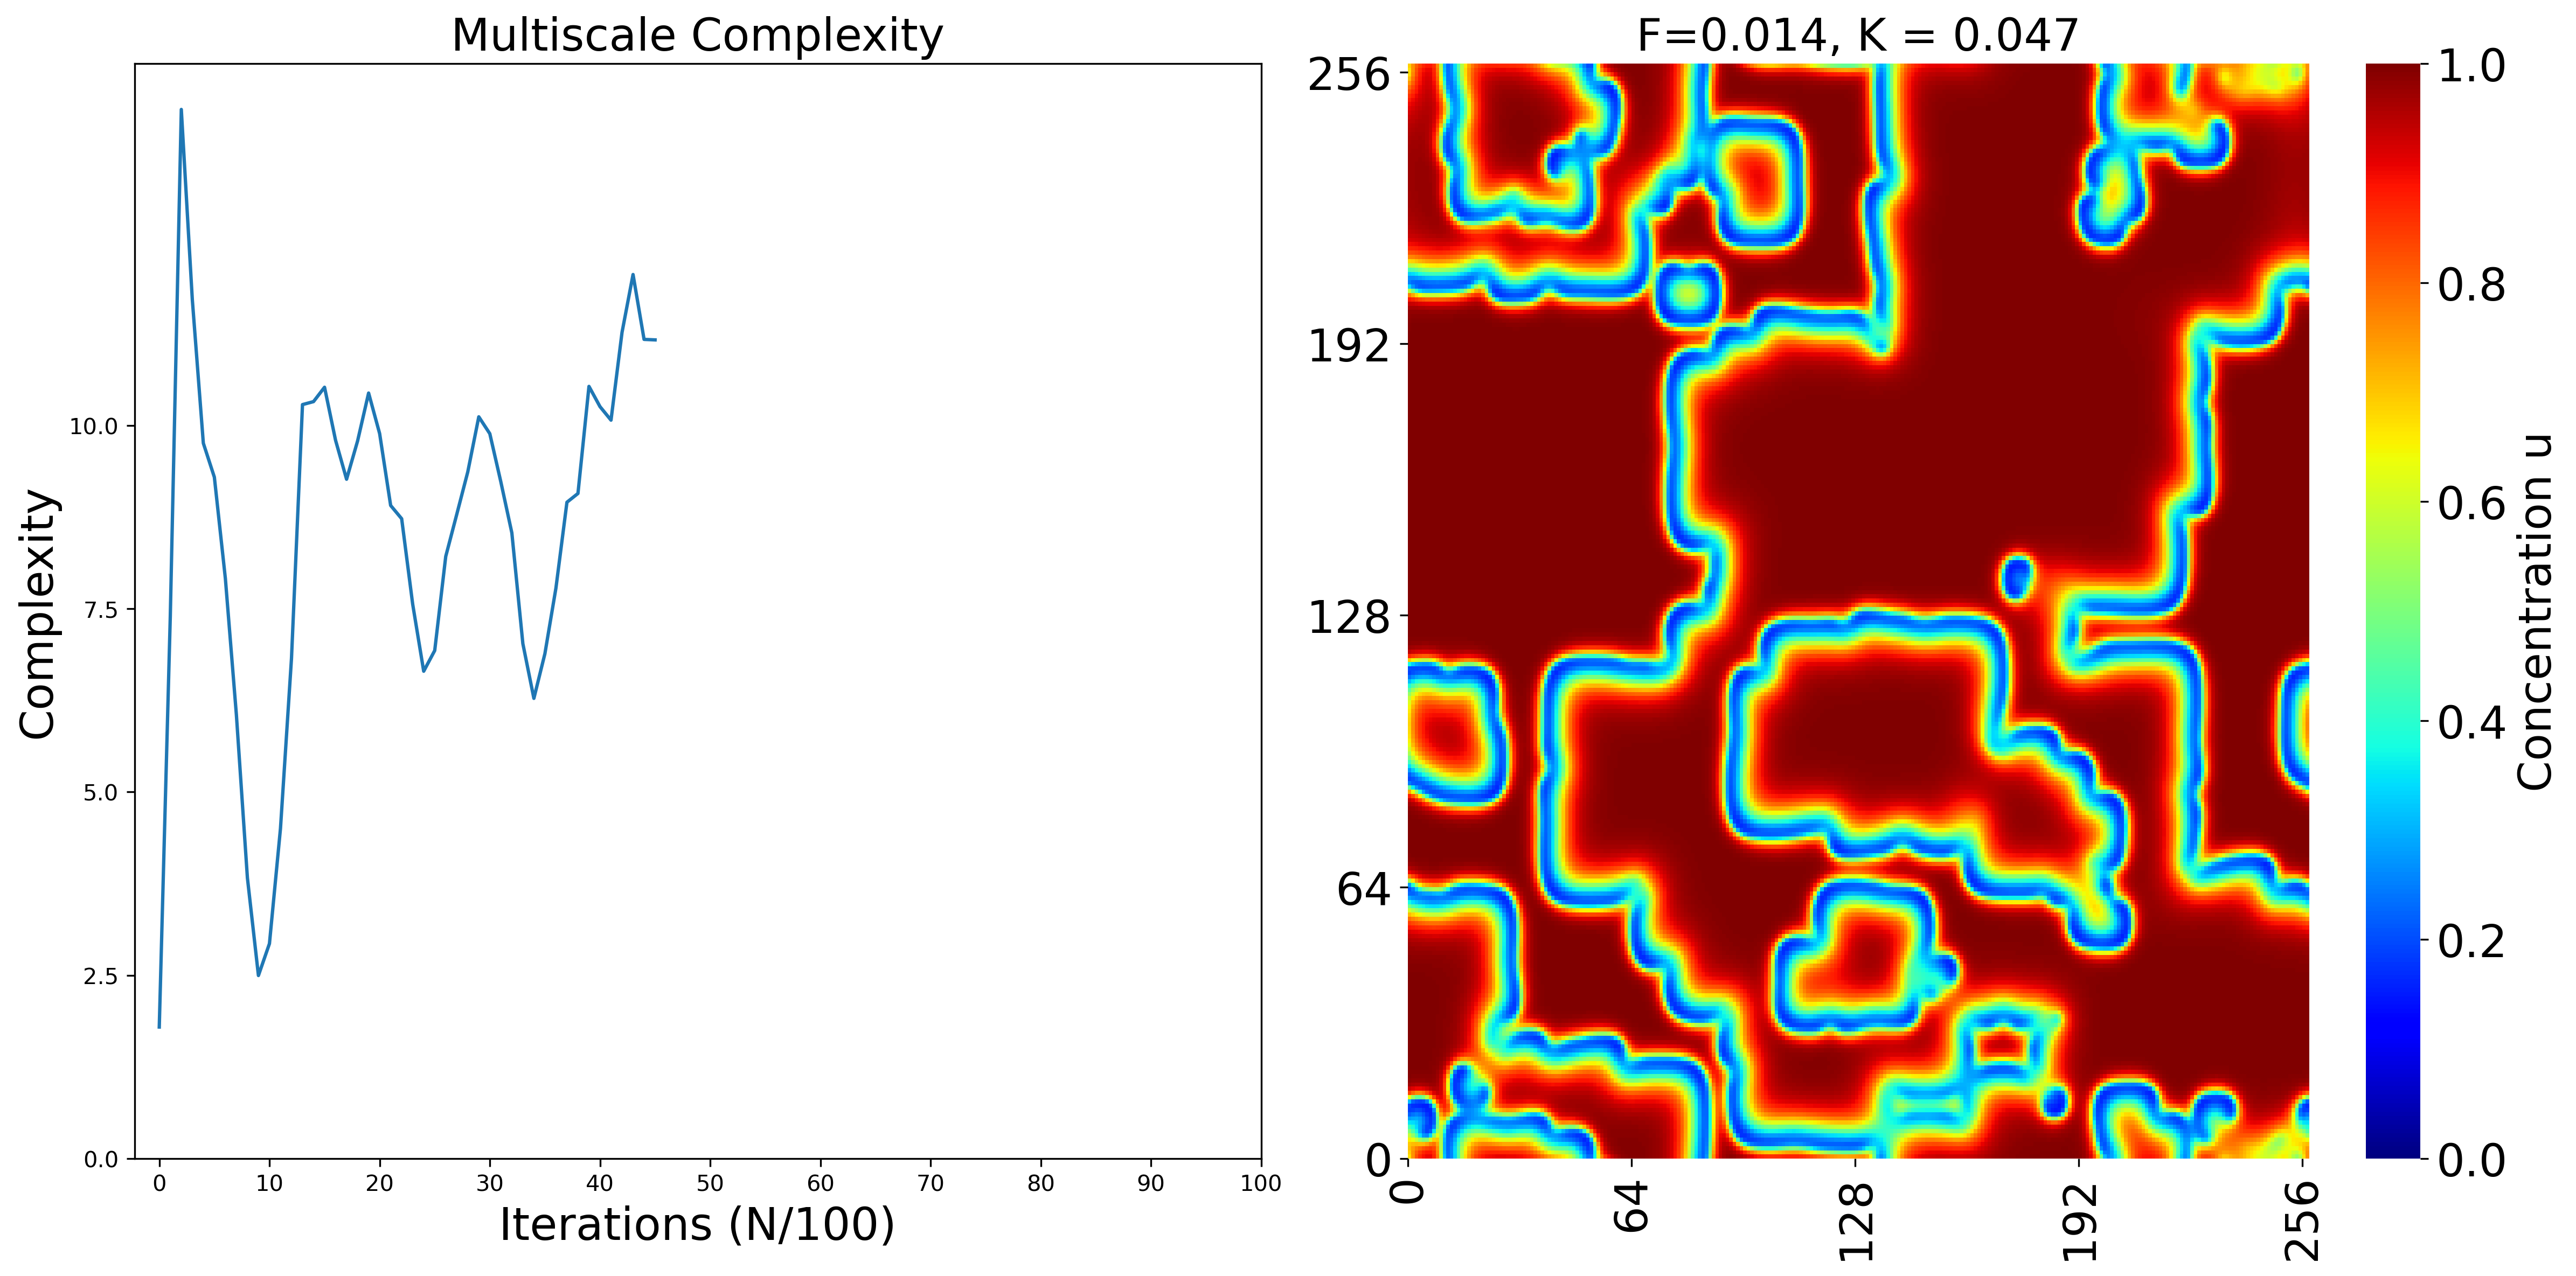 Multiscale Complexity
Complexity
10.0
7.5
5.0
2.5
0.0
0 10 20 30 40 50 60 70 80 90 100
Iterations (N/100)
F=0.014, K = 0.047
256
192
128
64
0
0 64 128 192 256
1.0
0.8
0.6
0.4
0.2
0.0
Concentration u